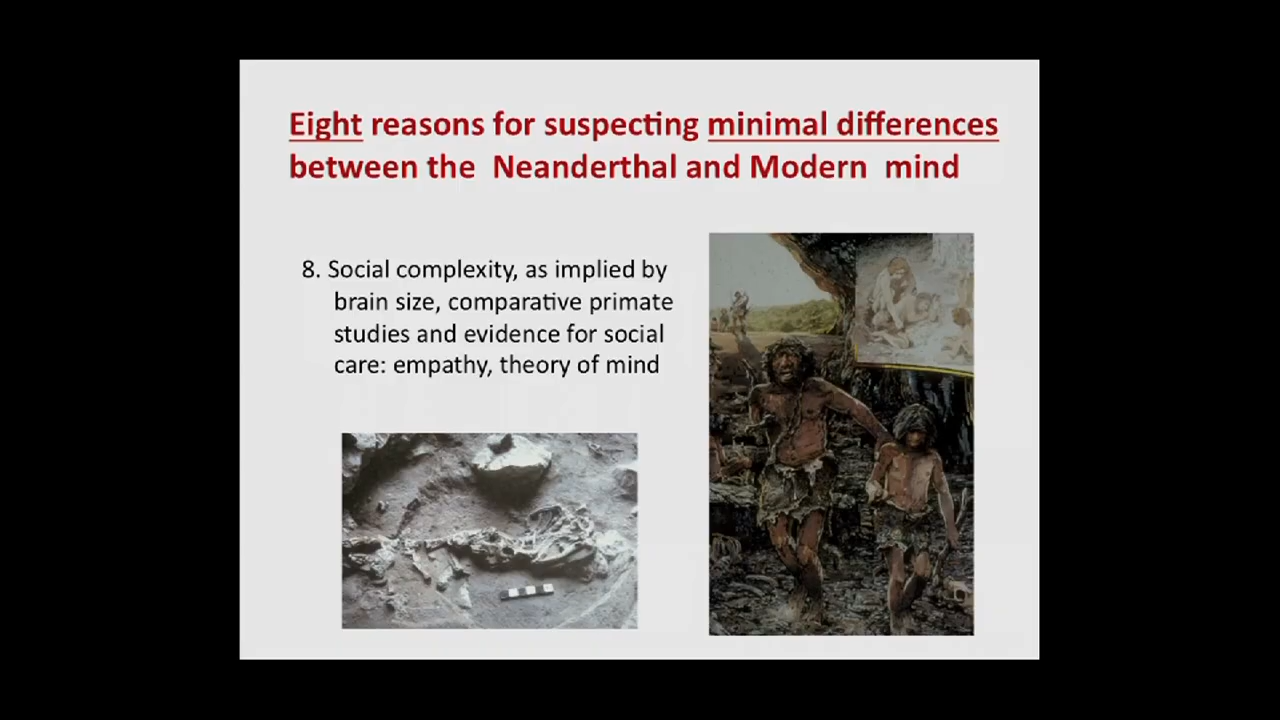 Eight reasons for suspecting minimal differences
between the Neanderthal and Modern mind
8. Social complexity, as implied by
brain size, comparative primate
studies and evidence for social
care: empathy, theory of mind